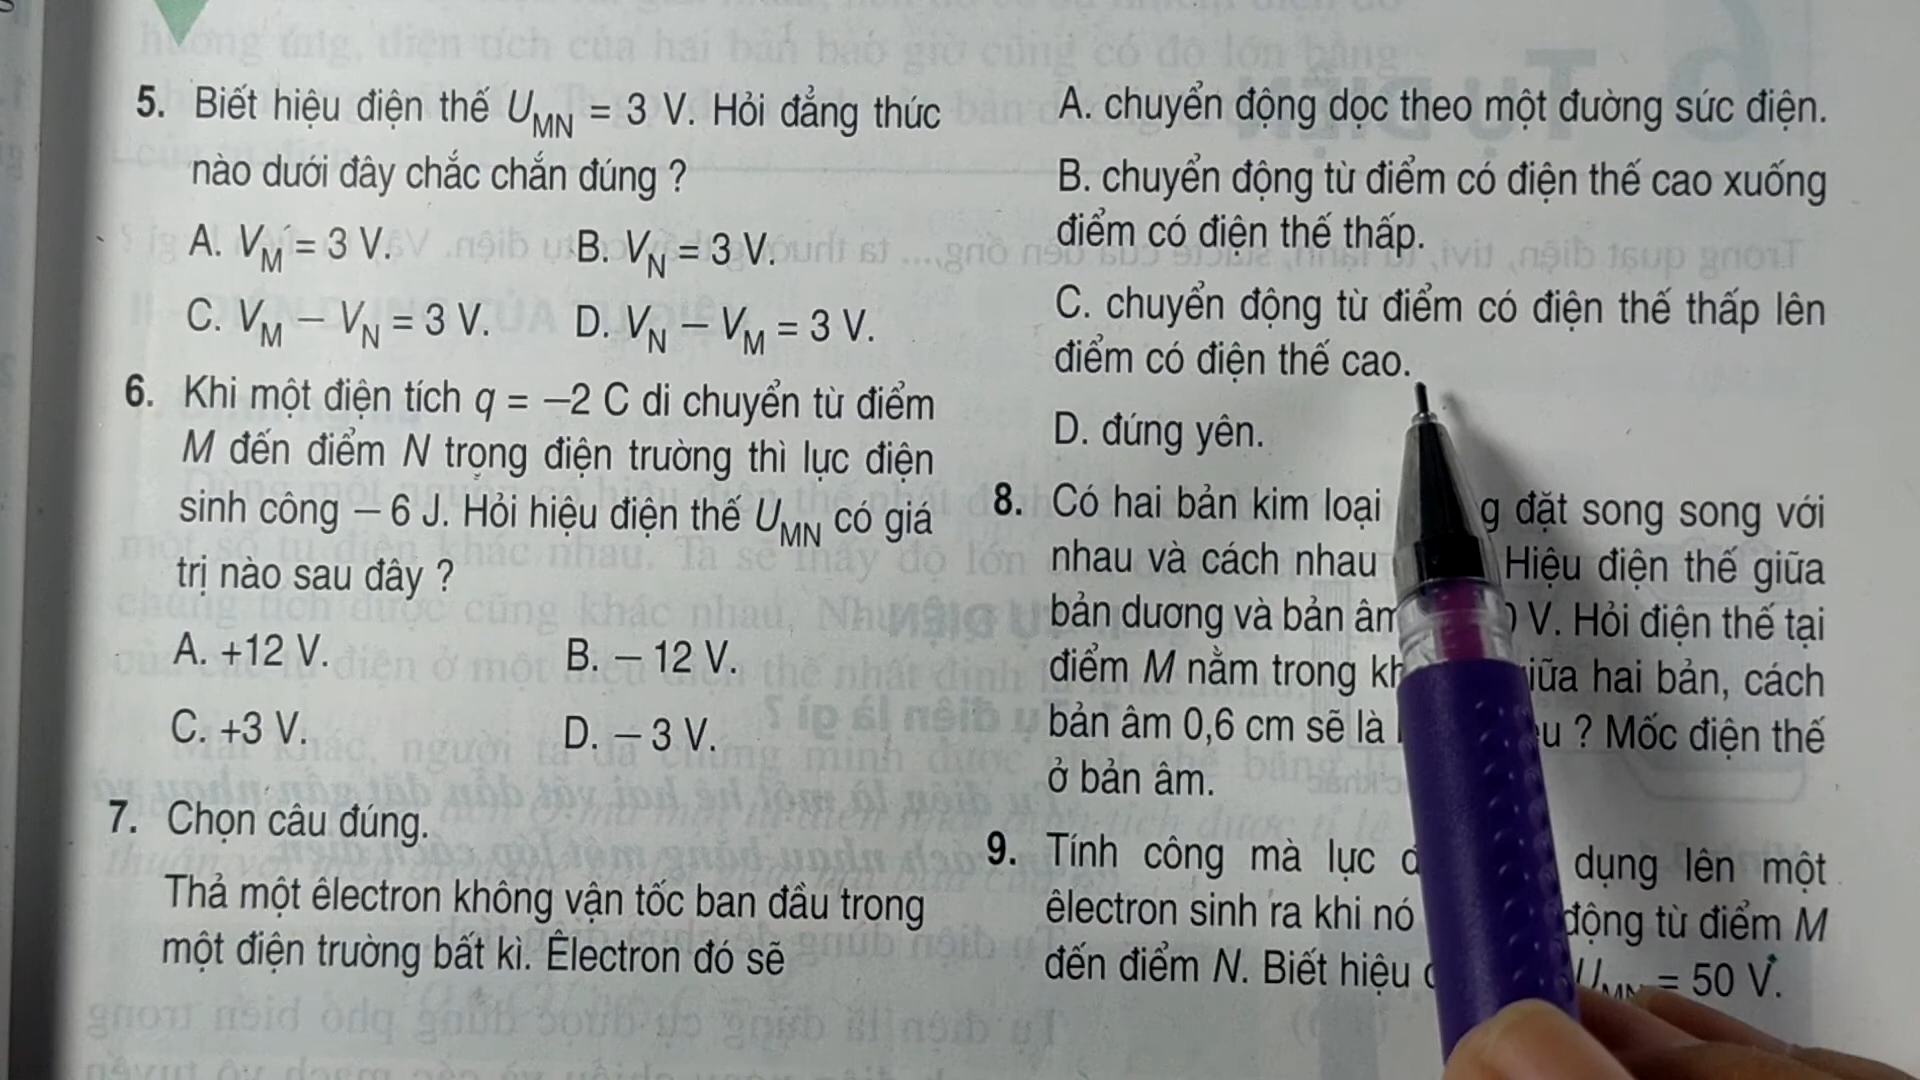 5. Biết hiệu điện thế U_MN = 3 V. Hỏi đẳng thức
nào dưới đây chắc chắn đúng ?
A. V_M = 3 V. B. V_N = 3 V.
C. V_M – V_N = 3 V. D. V_N – V_M = 3 V.
6. Khi một điện tích q = –2 C di chuyển từ điểm
M đến điểm N trong điện trường thì lực điện
sinh công – 6 J. Hỏi hiệu điện thế U_MN có giá
trị nào sau đây ?
A. +12 V. B. – 12 V.
C. +3 V. D. – 3 V.
7. Chọn câu đúng.
Thả một êlectron không vận tốc ban đầu trong
một điện trường bất kì. Êlectron đó sẽ
A. chuyển động dọc theo một đường sức điện.
B. chuyển động từ điểm có điện thế cao xuống
điểm có điện thế thấp.
C. chuyển động từ điểm có điện thế thấp lên
điểm có điện thế cao.
D. đứng yên.
8. Có hai bản kim loại đặt song song với
nhau và cách nhau Hiệu điện thế giữa
bản dương và bản âm V. Hỏi điện thế tại
điểm M nằm trong giữa hai bản, cách
bản âm 0,6 cm sẽ là ? Mốc điện thế
ở bản âm.
9. Tính công mà lực dụng lên một
êlectron sinh ra khi nó động từ điểm M
đến điểm N. Biết hiệu U_MN = 50 V.